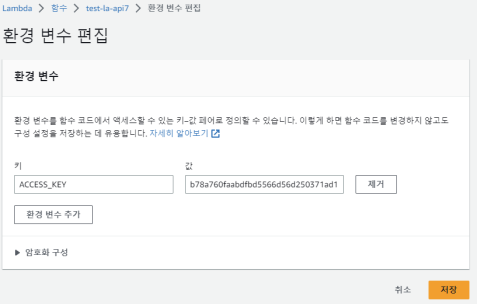 Lambda > 함수 > test-la-api7 > 환경 변수 편집
환경 변수 편집
환경 변수
환경 변수를 함수 코드에서 액세스할 수 있는 키-값 페어로 정의할 수 있습니다. 이렇게 하면 함수 코드를 변경하지 않고도
구성 설정을 저장하는 데 유용합니다. 자세히 알아보기
키 값
ACCESS_KEY b78a760faabdfbd5566d56d250371ad1 제거
환경 변수 추가
▶ 암호화 구성
취소 저장